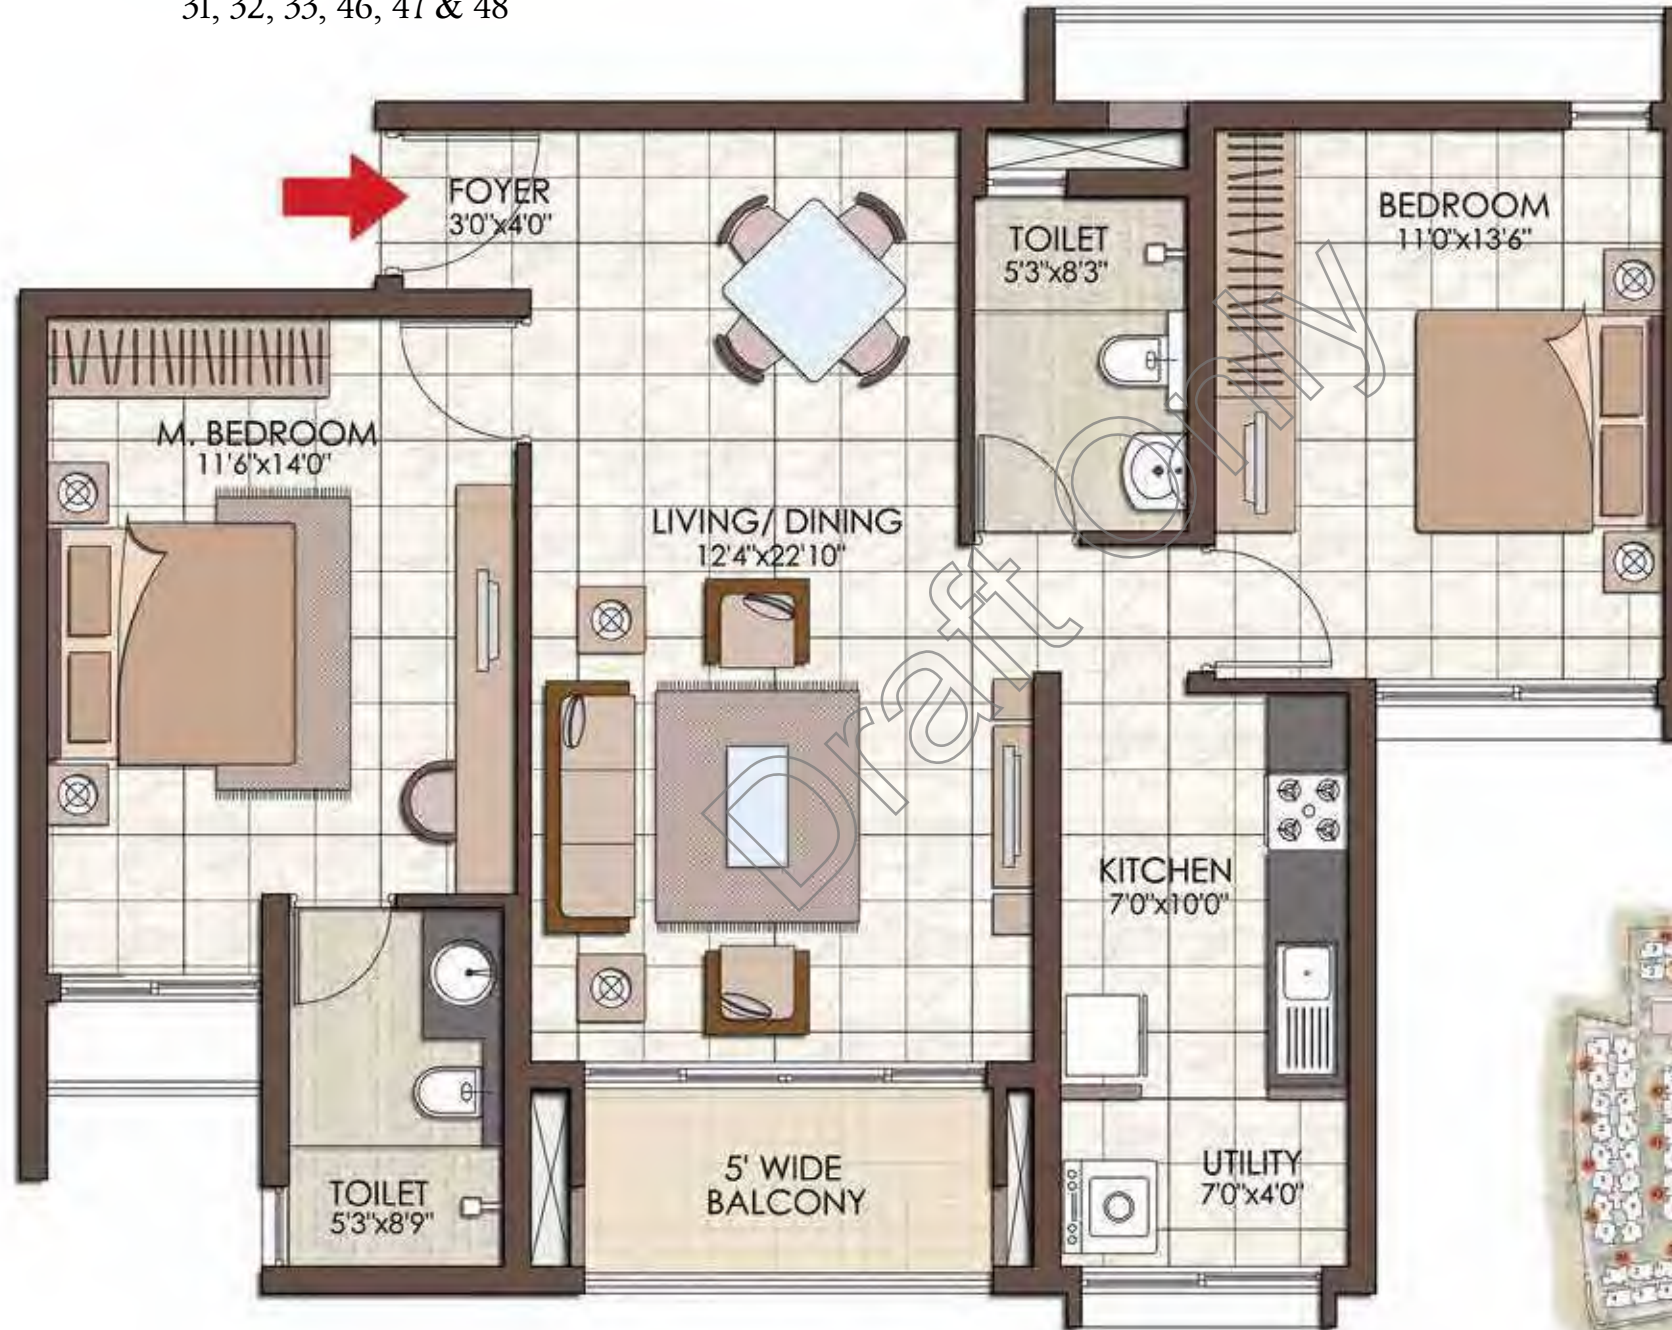 31, 32, 33, 46, 47 & 48
FOYER
3'0"x4'0"
TOILET
5'3"x8'3"
BEDROOM
11'0"x13'6"
M. BEDROOM
11'6"x14'0"
LIVING/ DINING
12'4"x22'10"
Draft Only
KITCHEN
7'0"x10'0"
5' WIDE
BALCONY
UTILITY
7'0"x4'0"
TOILET
5'3"x8'9"